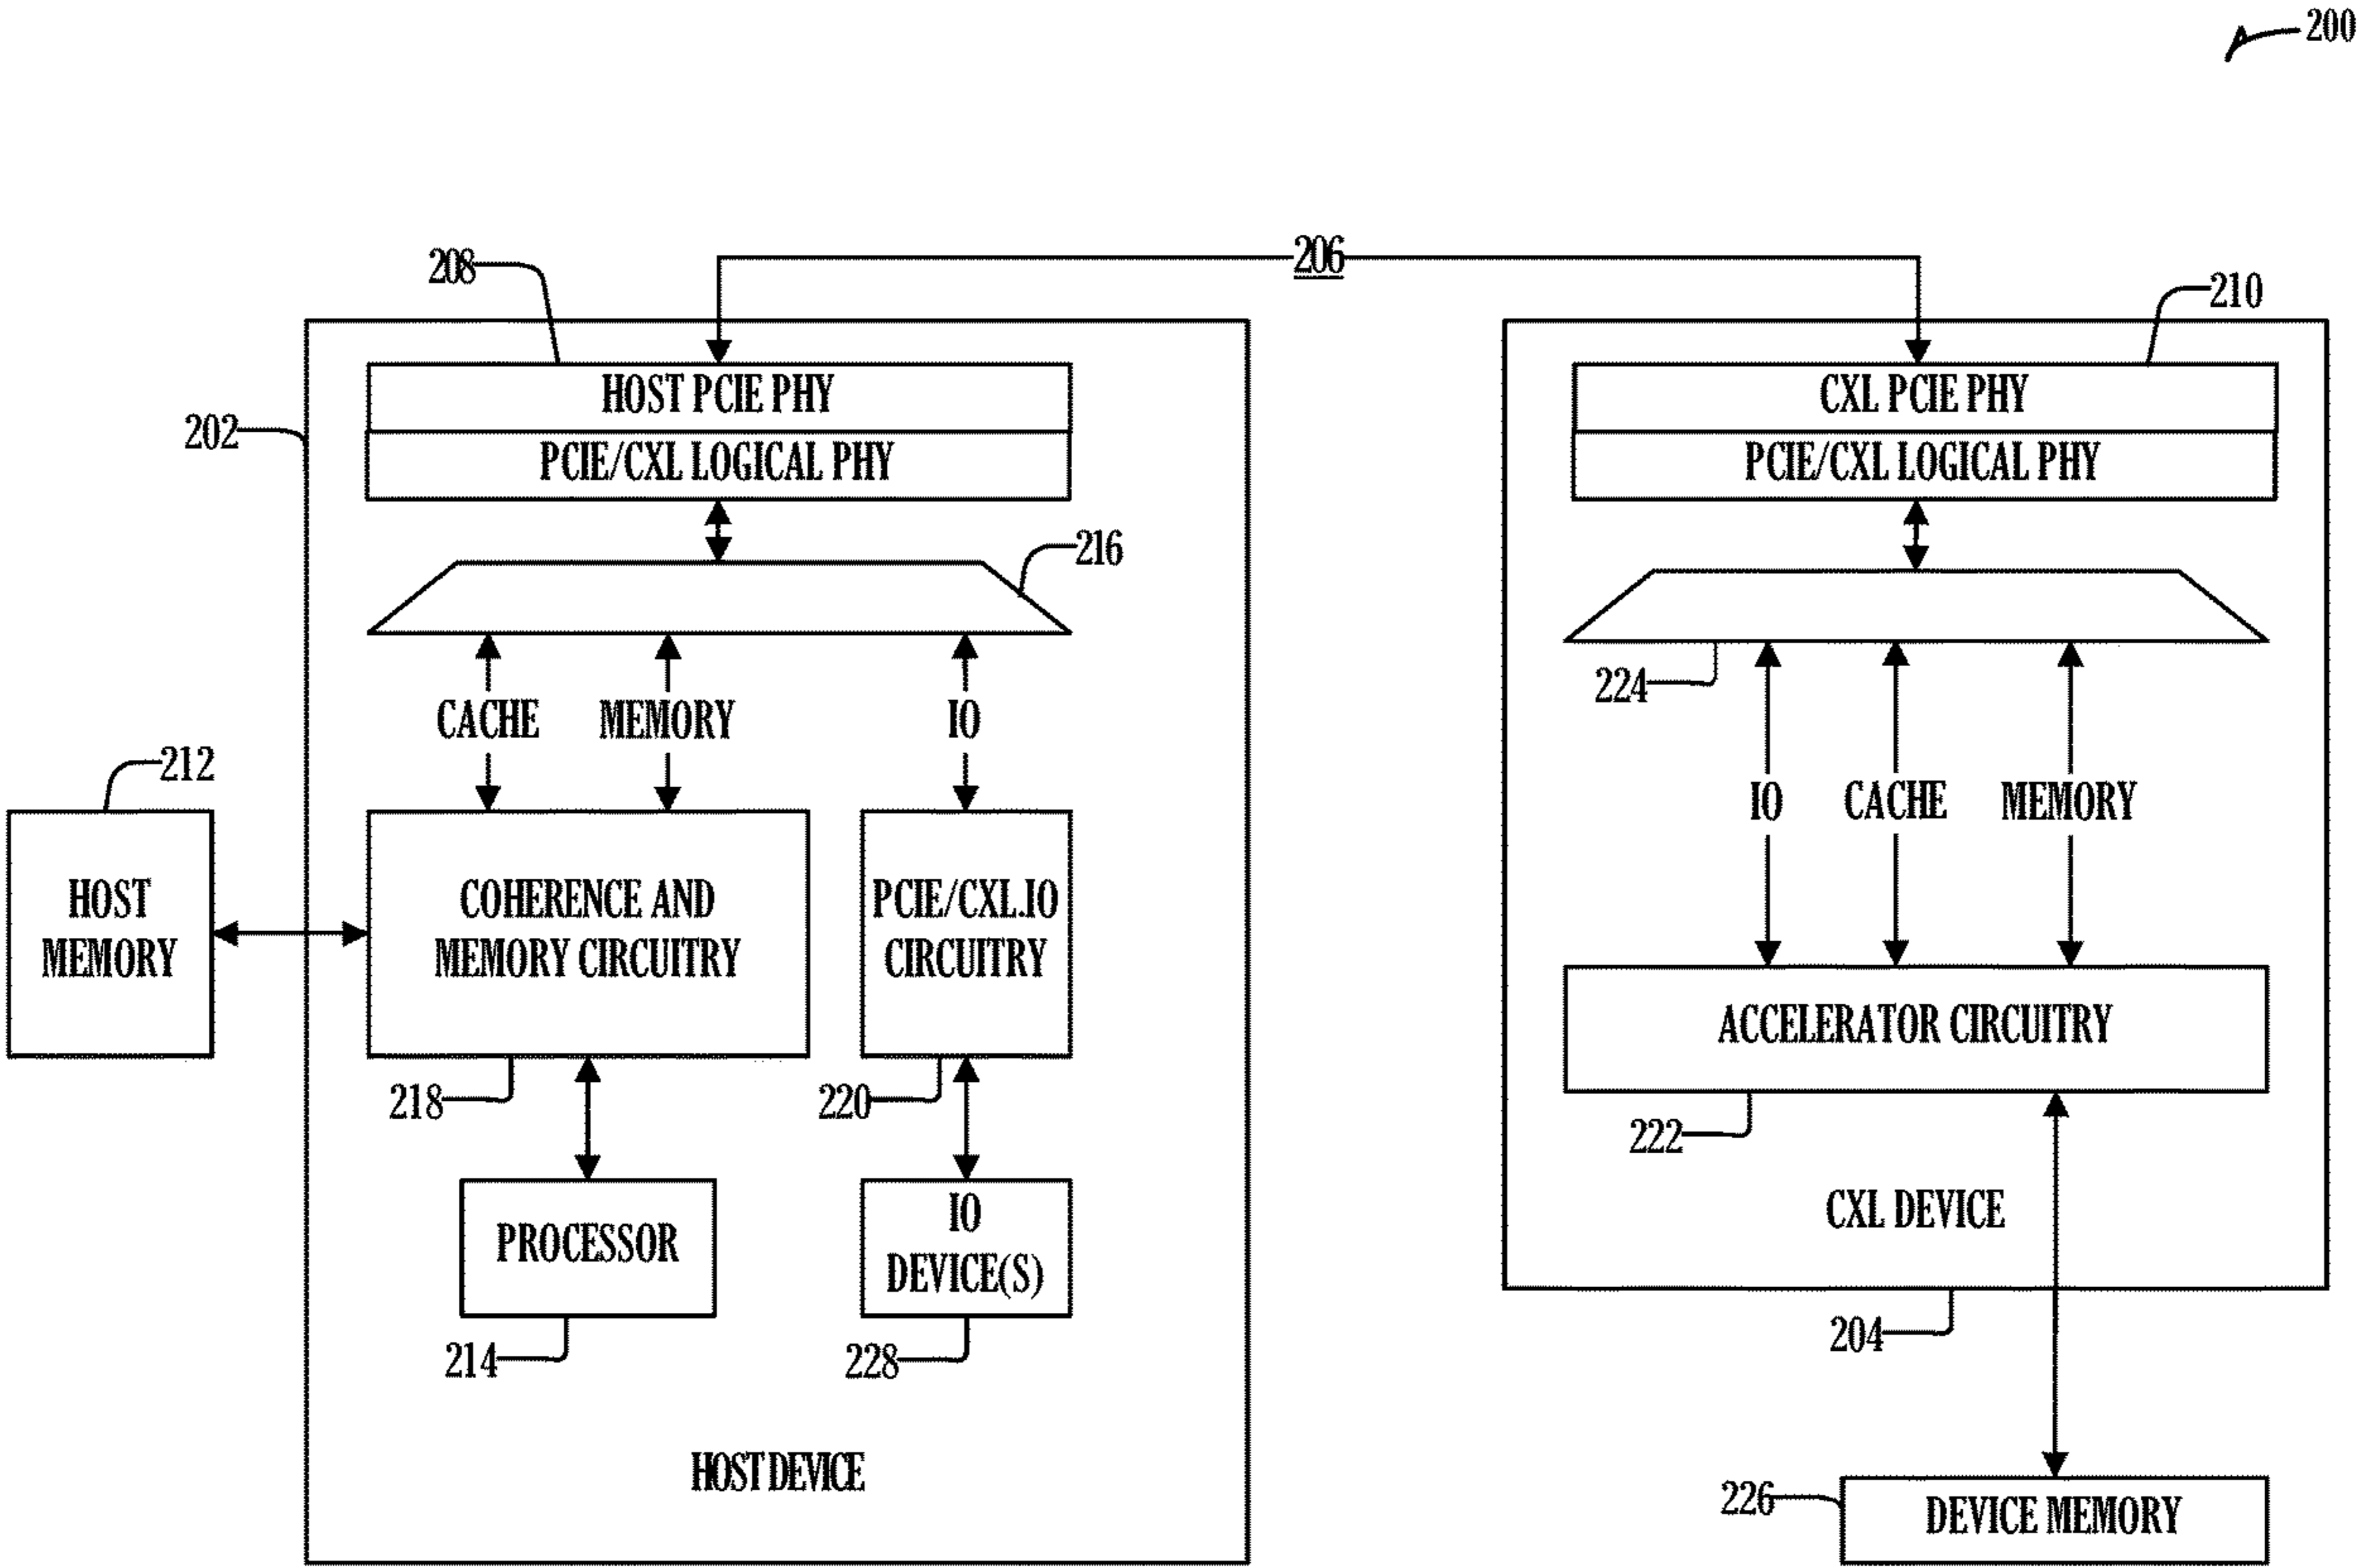 200
206
208
210
HOST PCIE PHY
CXL PCIE PHY
202
PCIE/CXL LOGICAL PHY
PCIE/CXL LOGICAL PHY
216
224
CACHE
MEMORY
IO
212
IO
CACHE
MEMORY
HOST
MEMORY
COHERENCE AND
MEMORY CIRCUITRY
PCIE/CXL.IO
CIRCUITRY
ACCELERATOR CIRCUITRY
218
220
222
PROCESSOR
IO
DEVICE(S)
CXL DEVICE
214
228
204
HOST DEVICE
226
DEVICE MEMORY